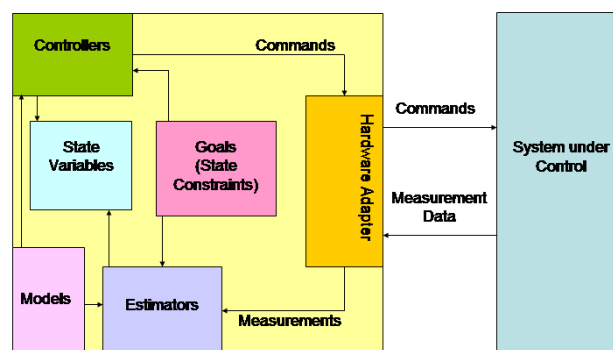 Controllers
Commands
State
Variables
Goals
(State
Constraints)
Hardware Adapter
Commands
Measurement
Data
System under
Control
Models
Estimators
Measurements